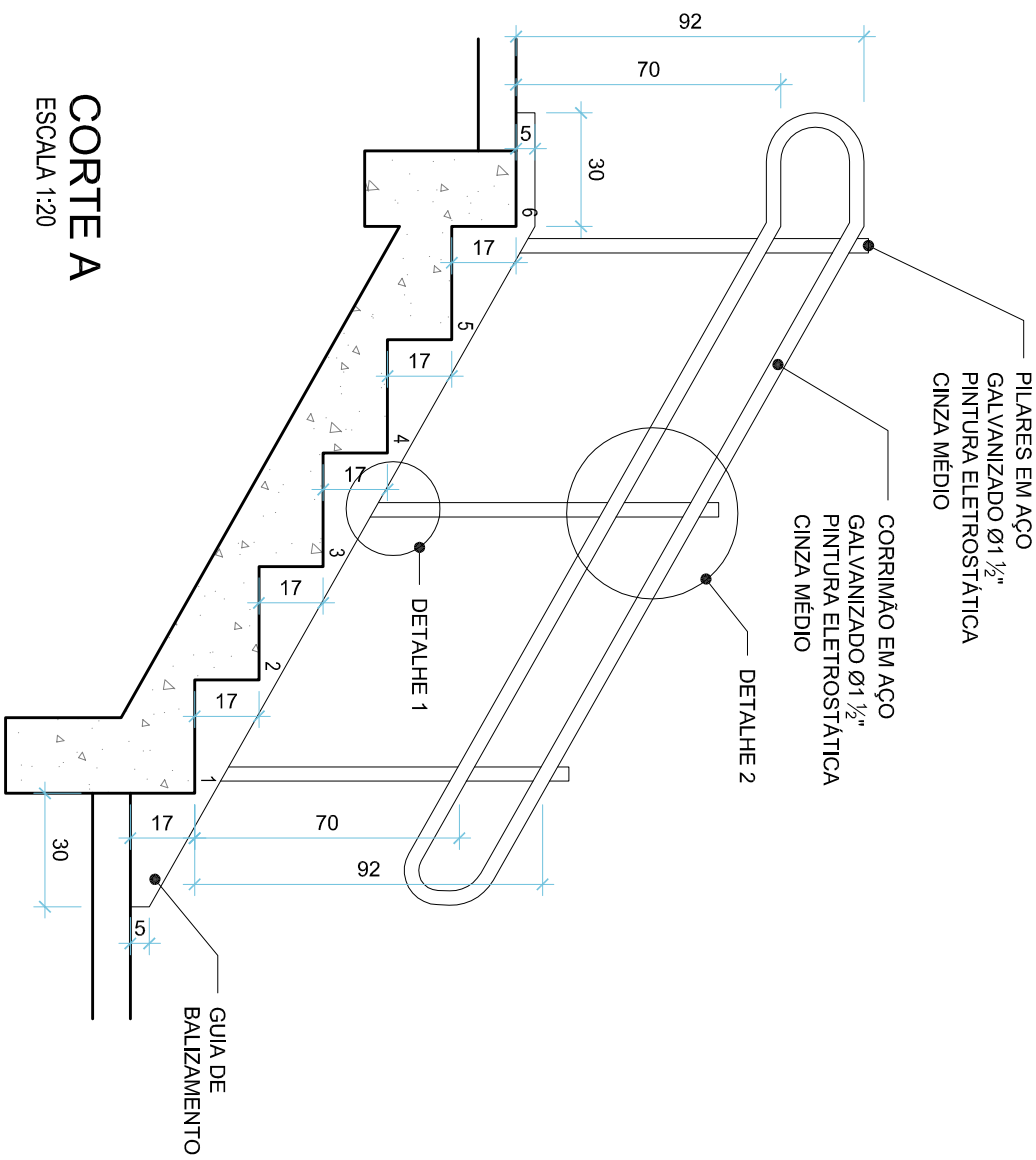 PILARES EM AÇO
GALVANIZADO Ø1 ½"
PINTURA ELETROSTÁTICA
CINZA MÉDIO
CORRIMÃO EM AÇO
GALVANIZADO Ø1 ½"
PINTURA ELETROSTÁTICA
CINZA MÉDIO
DETALHE 2
DETALHE 1
GUIA DE
BALIZAMENTO
92
70
30
5
6
17
5
17
4
17
3
17
2
17
1
17
70
92
30
5
CORTE A
ESCALA 1:20